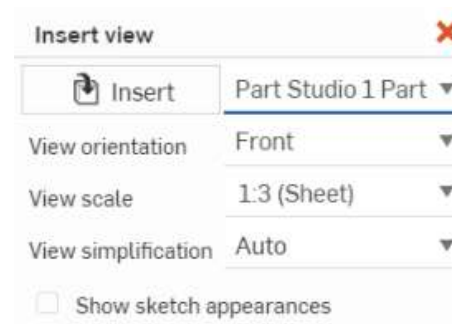 Insert view
Insert Part Studio 1 Part
View orientation Front
View scale 1:3 (Sheet)
View simplification Auto
Show sketch appearances